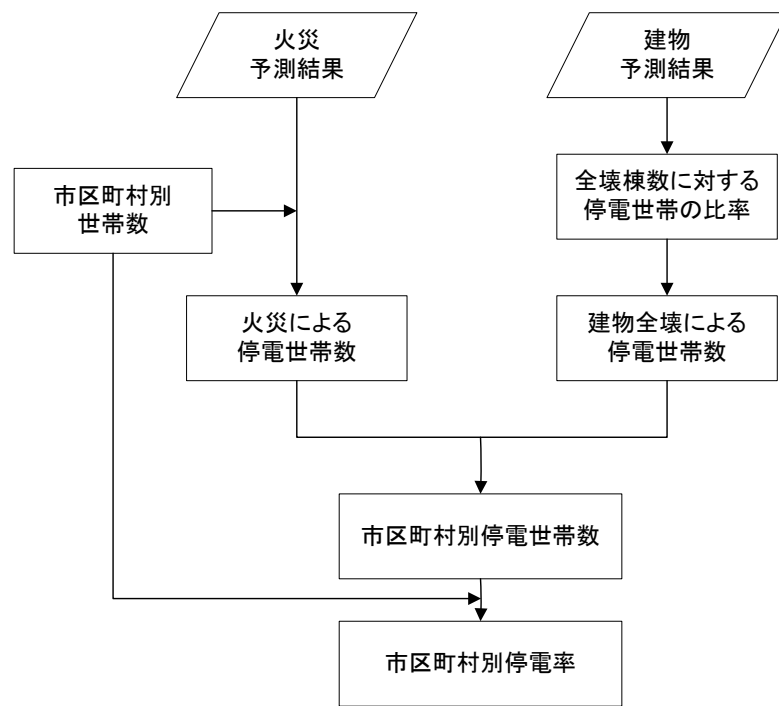 火災
予測結果
建物
予測結果
市区町村別
世帯数
全壊棟数に対する
停電世帯の比率
火災による
停電世帯数
建物全壊による
停電世帯数
市区町村別停電世帯数
市区町村別停電率